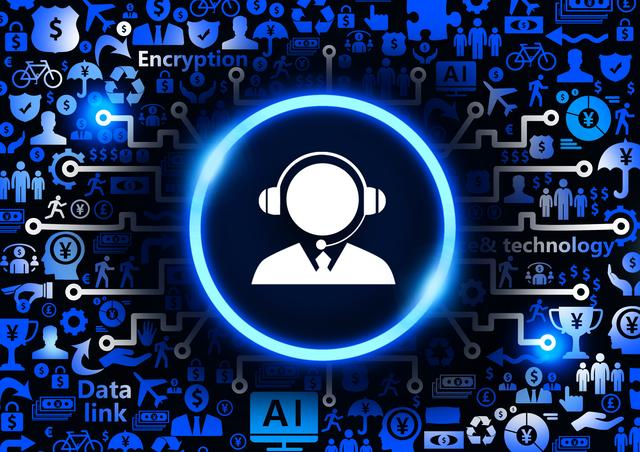 Encryption
AI
& technology
Data
link
AI